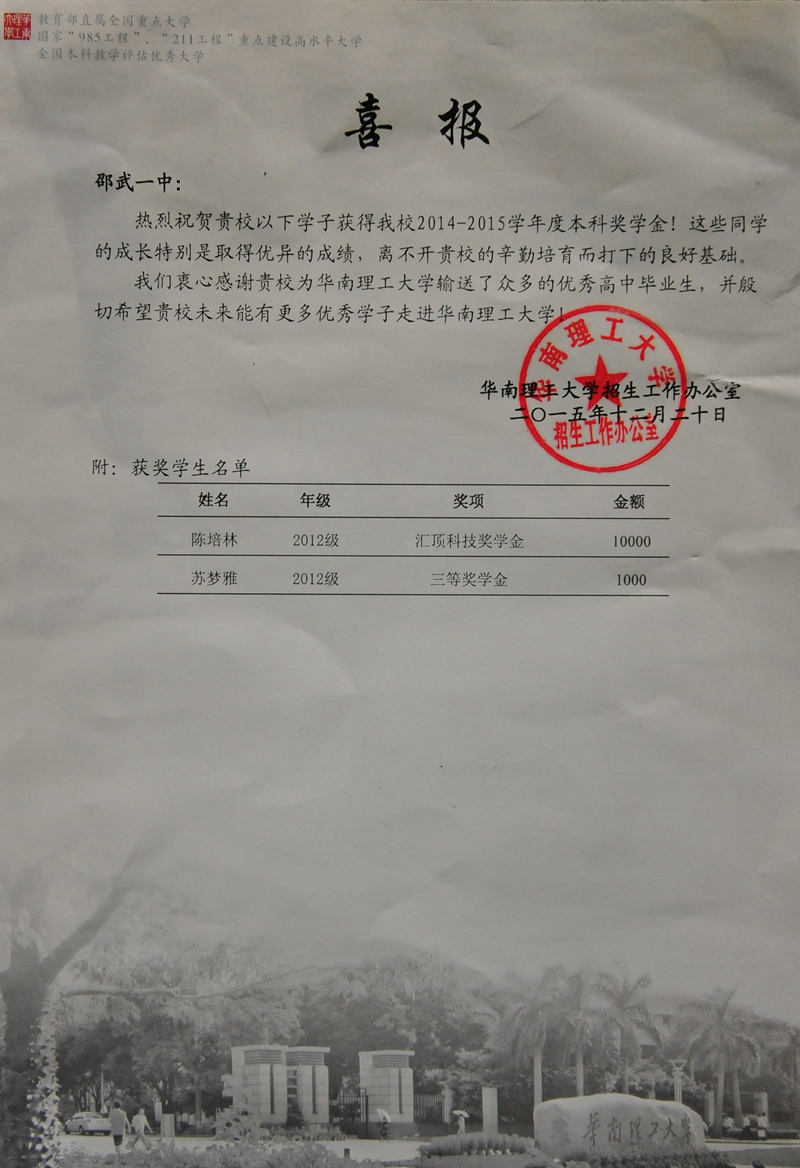 华南理工大学
教育部直属全国重点大学
国家"985工程"、"211工程"重点建设高水平大学
全国本科教学评估优秀大学
喜 报
邵武一中：
热烈祝贺贵校以下学子获得我校2014-2015学年度本科奖学金！这些同学
的成长特别是取得优异的成绩，离不开贵校的辛勤培育而打下的良好基础。
我们衷心感谢贵校为华南理工大学输送了众多的优秀高中毕业生，并殷
切希望贵校未来能有更多优秀学子走进华南理工大学！
华南理工大学
华南理工大学招生工作办公室
二〇一五年十二月二十日
招生工作办公室
附：获奖学生名单
姓名 年级 奖项 金额
陈培林 2012级 汇顶科技奖学金 10000
苏梦雅 2012级 三等奖学金 1000
华南理工大学